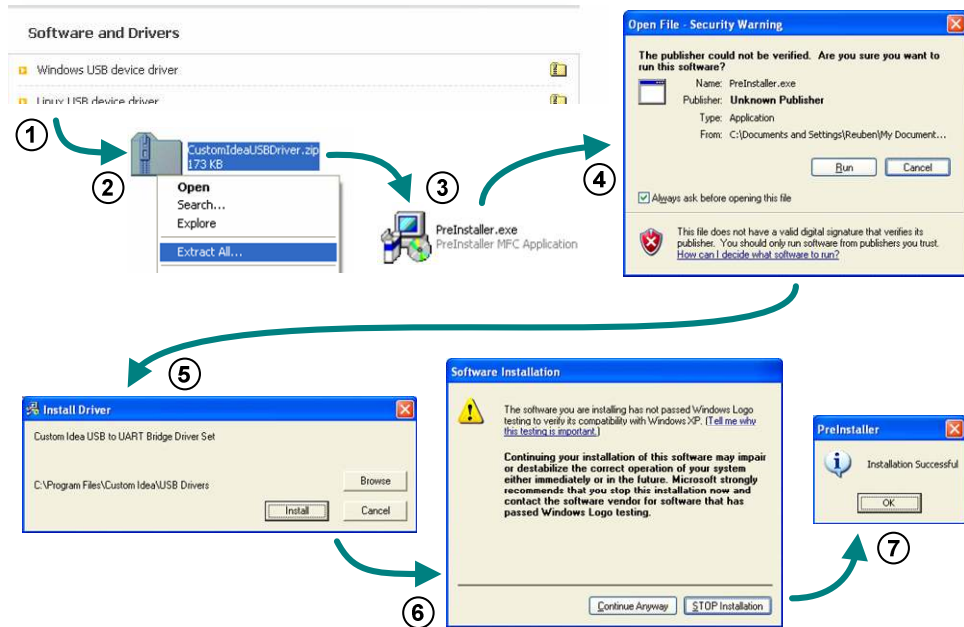 Software and Drivers
Windows USB device driver
Linux USB device driver
1
2
CustomIdeaUSBDriver.zip
173 KB
Open
Search...
Explore
Extract All...
3
PreInstaller.exe
PreInstaller MFC Application
4
Open File - Security Warning
The publisher could not be verified. Are you sure you want to
run this software?
Name: PreInstaller.exe
Publisher: Unknown Publisher
Type: Application
From: C:\Documents and Settings\Reuben\My Document...
Run Cancel
Always ask before opening this file
This file does not have a valid digital signature that verifies its
publisher. You should only run software from publishers you trust.
How can I decide what software to run?
5
Install Driver
Custom Idea USB to UART Bridge Driver Set
C:\Program Files\Custom Idea\USB Drivers
Browse
Install Cancel
6
Software Installation
The software you are installing has not passed Windows Logo
testing to verify its compatibility with Windows XP. (Tell me why
this testing is important.)
Continuing your installation of this software may impair
or destabilize the correct operation of your system
either immediately or in the future. Microsoft strongly
recommends that you stop this installation now and
contact the software vendor for software that has
passed Windows Logo testing.
Continue Anyway STOP Installation
7
PreInstaller
Installation Successful
OK